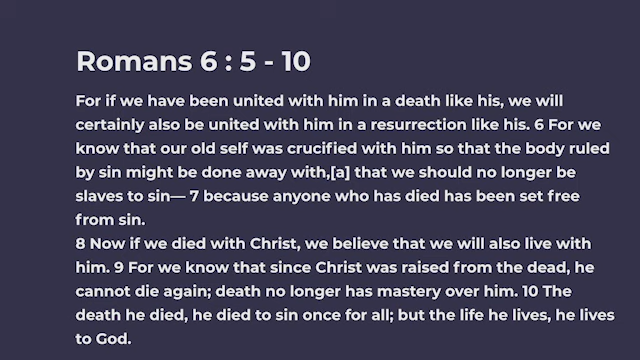 Romans 6 : 5 - 10
For if we have been united with him in a death like his, we will
certainly also be united with him in a resurrection like his. 6 For we
know that our old self was crucified with him so that the body ruled
by sin might be done away with,[a] that we should no longer be
slaves to sin— 7 because anyone who has died has been set free
from sin.
8 Now if we died with Christ, we believe that we will also live with
him. 9 For we know that since Christ was raised from the dead, he
cannot die again; death no longer has mastery over him. 10 The
death he died, he died to sin once for all; but the life he lives, he lives
to God.